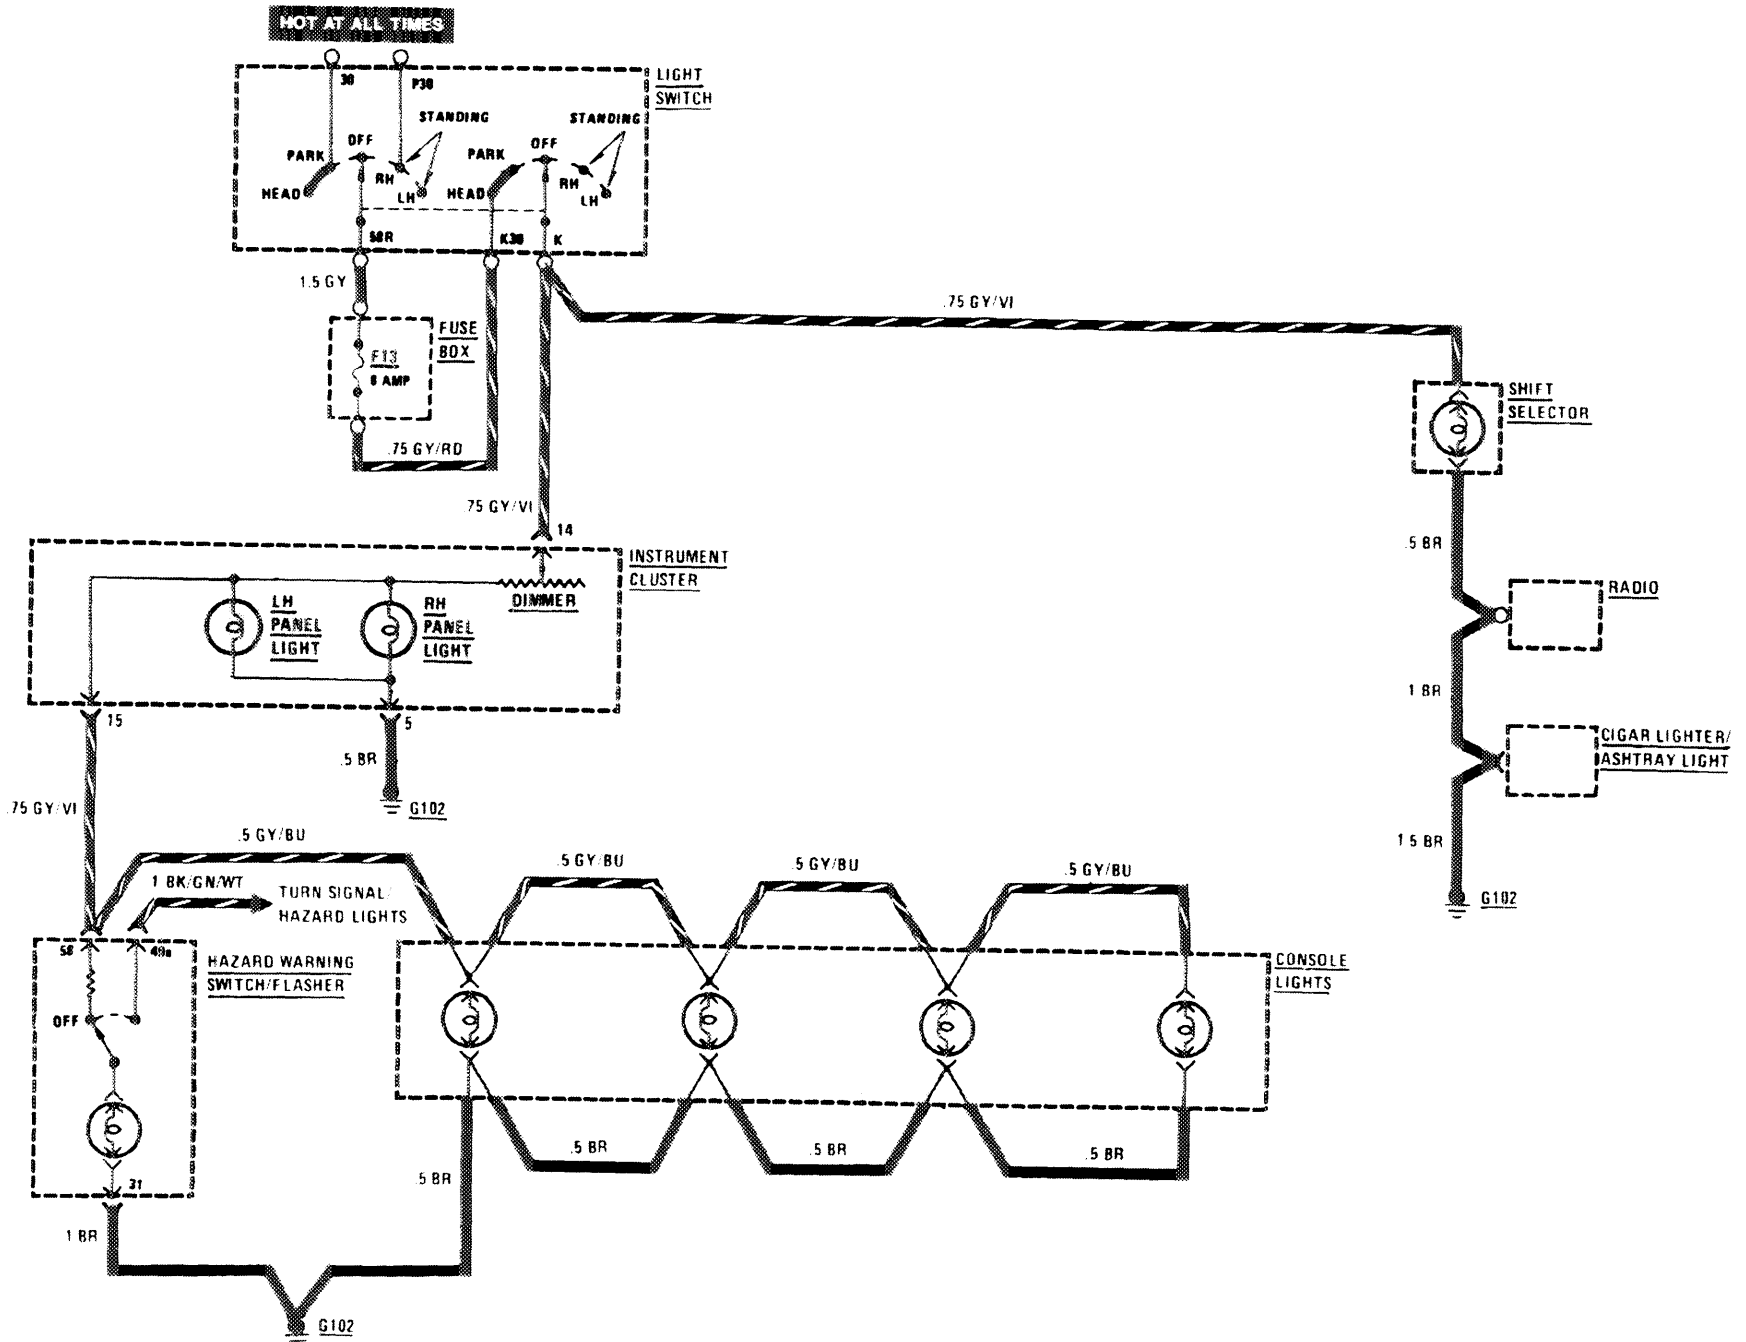 HOT AT ALL TIMES
30
P30
LIGHT
SWITCH
STANDING
STANDING
OFF
OFF
PARK
PARK
RH
RH
HEAD
LH
HEAD
LH
58R
K30
K
1.5 GY
.75 GY/VI
FUSE
BOX
F13
8 AMP
.75 GY/RD
SHIFT
SELECTOR
.75 GY/VI
14
.5 BR
INSTRUMENT
CLUSTER
DIMMER
LH
PANEL
LIGHT
RH
PANEL
LIGHT
RADIO
1 BR
15
5
.5 BR
CIGAR LIGHTER/
ASHTRAY LIGHT
.75 GY/VI
G102
1.5 BR
.5 GY/BU
.5 GY/BU
.5 GY/BU
.5 GY/BU
1 BK/GN/WT
TURN SIGNAL/
HAZARD LIGHTS
G102
58
49a
HAZARD WARNING
SWITCH/FLASHER
CONSOLE
LIGHTS
OFF
.5 BR
.5 BR
.5 BR
.5 BR
31
1 BR
G102